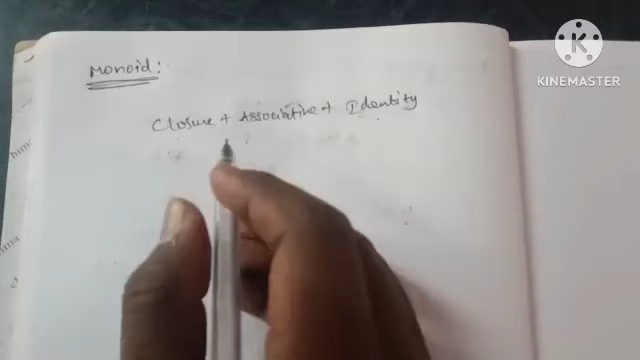 Monoid:
Closure + Associative + Identity
K
KINEMASTER